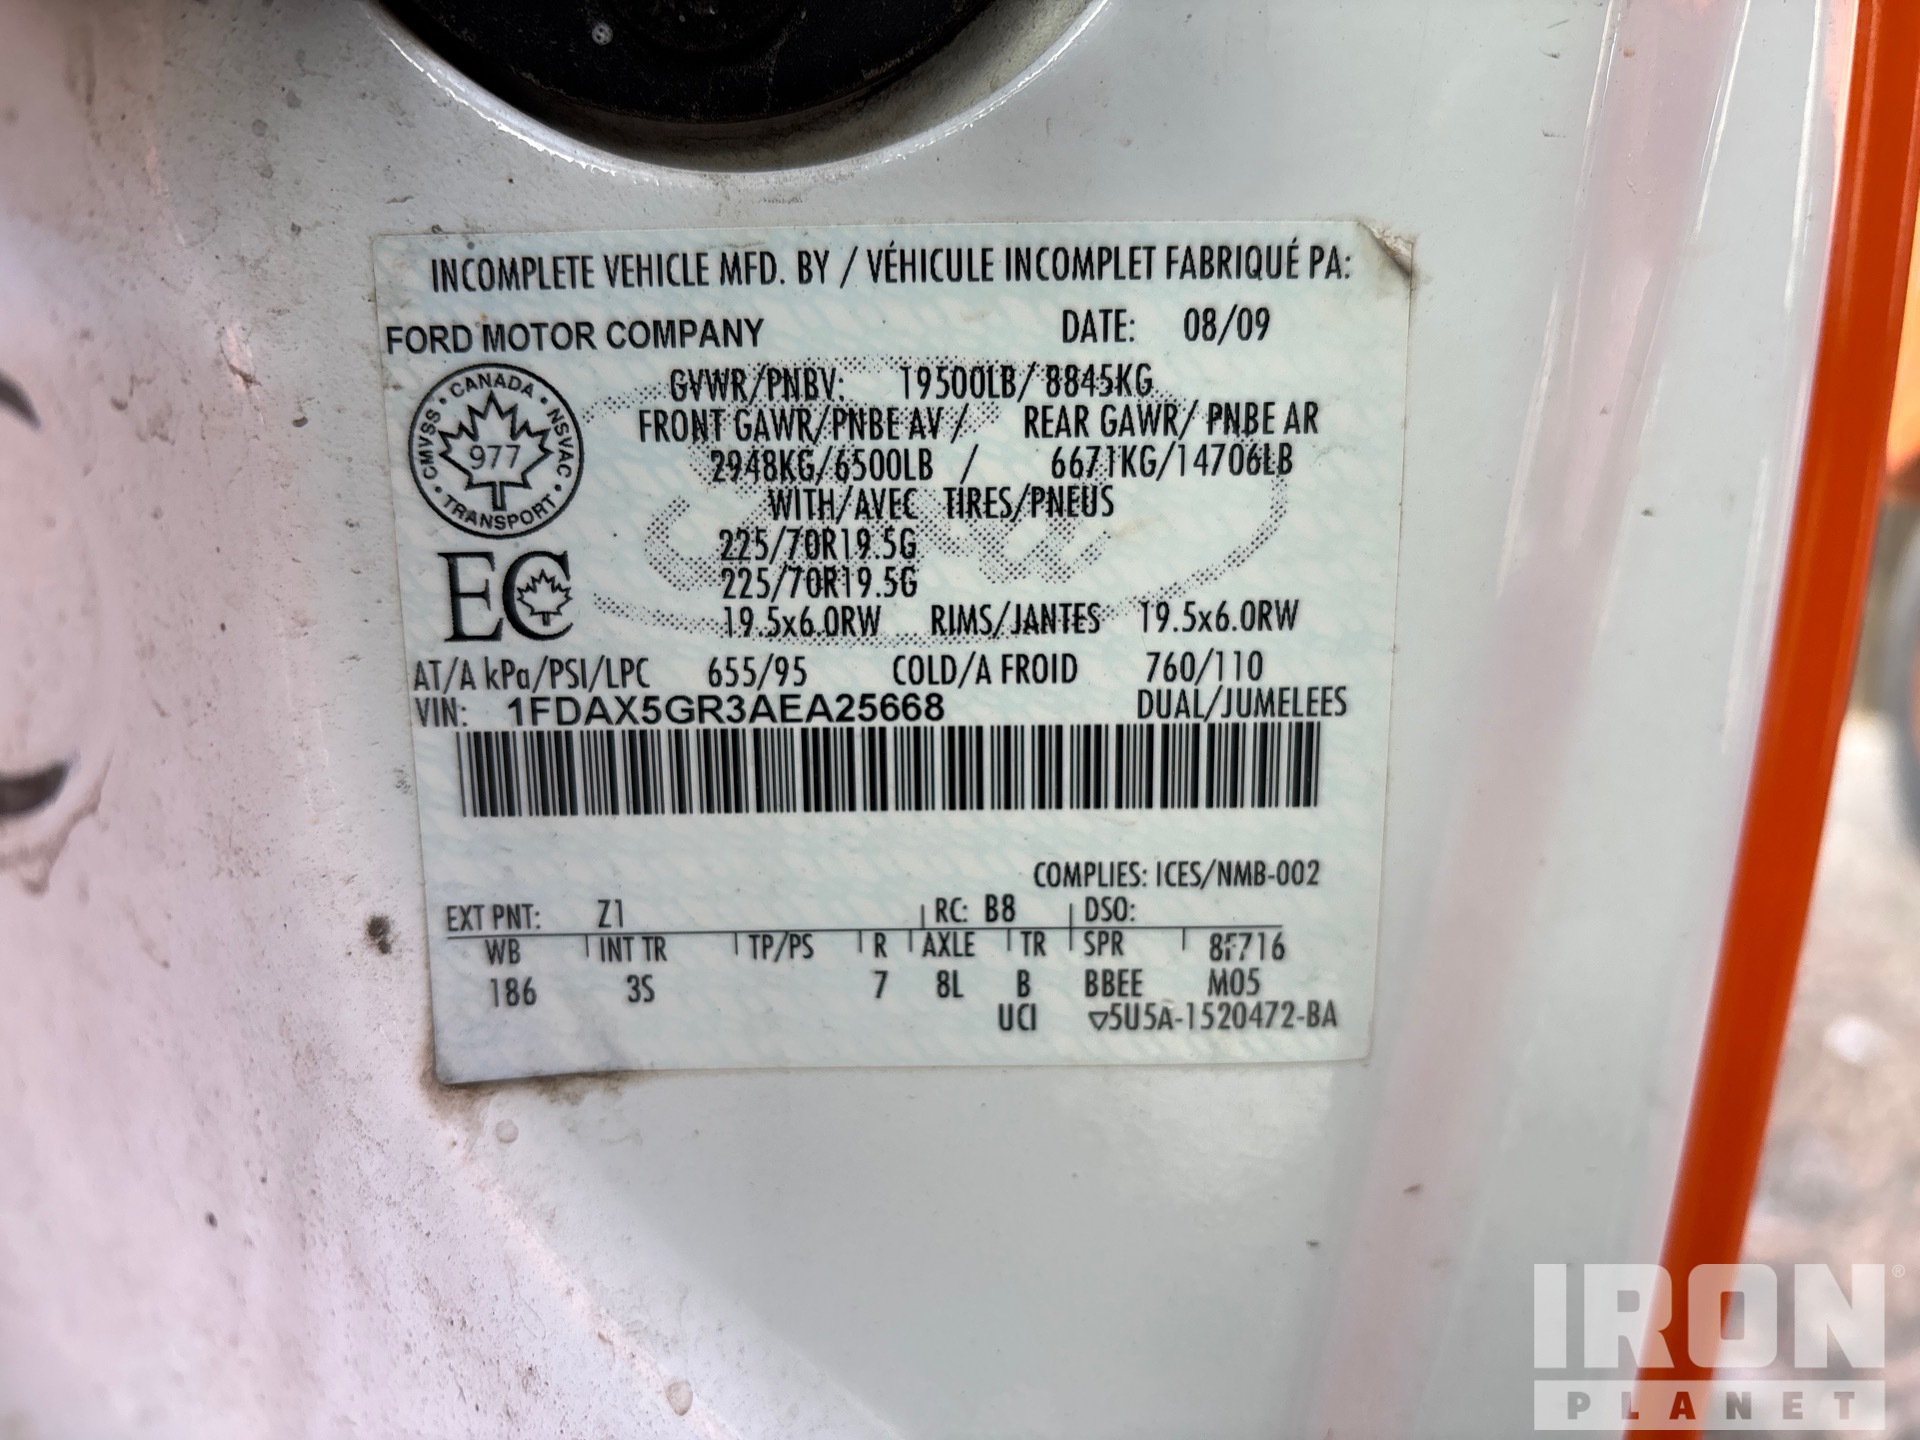 INCOMPLETE VEHICLE MFD. BY / VÉHICULE INCOMPLET FABRIQUÉ PA:
FORD MOTOR COMPANY DATE: 08/09
GVWR/PNBV: 19500LB/ 8845KG
FRONT GAWR/PNBE AV / REAR GAWR/ PNBE AR
2948KG/6500LB / 6671KG/14706LB
WITH/AVEC TIRES/PNEUS
225/70R19.5G
225/70R19.5G
19.5x6.0RW RIMS/JANTES 19.5x6.0RW
CANADA • NSVAC • TRANSPORT • CMVSS •
977
EC
AT/A kPa/PSI/LPC 655/95 COLD/A FROID 760/110
VIN: 1FDAX5GR3AEA25668 DUAL/JUMELEES
COMPLIES: ICES/NMB-002
EXT PNT: Z1 RC: B8 DSO:
WB INT TR TP/PS R AXLE TR SPR 8F716
186 3S 7 8L B BBEE M05
UCI ▽5U5A-1520472-BA
IRON®
PLANET